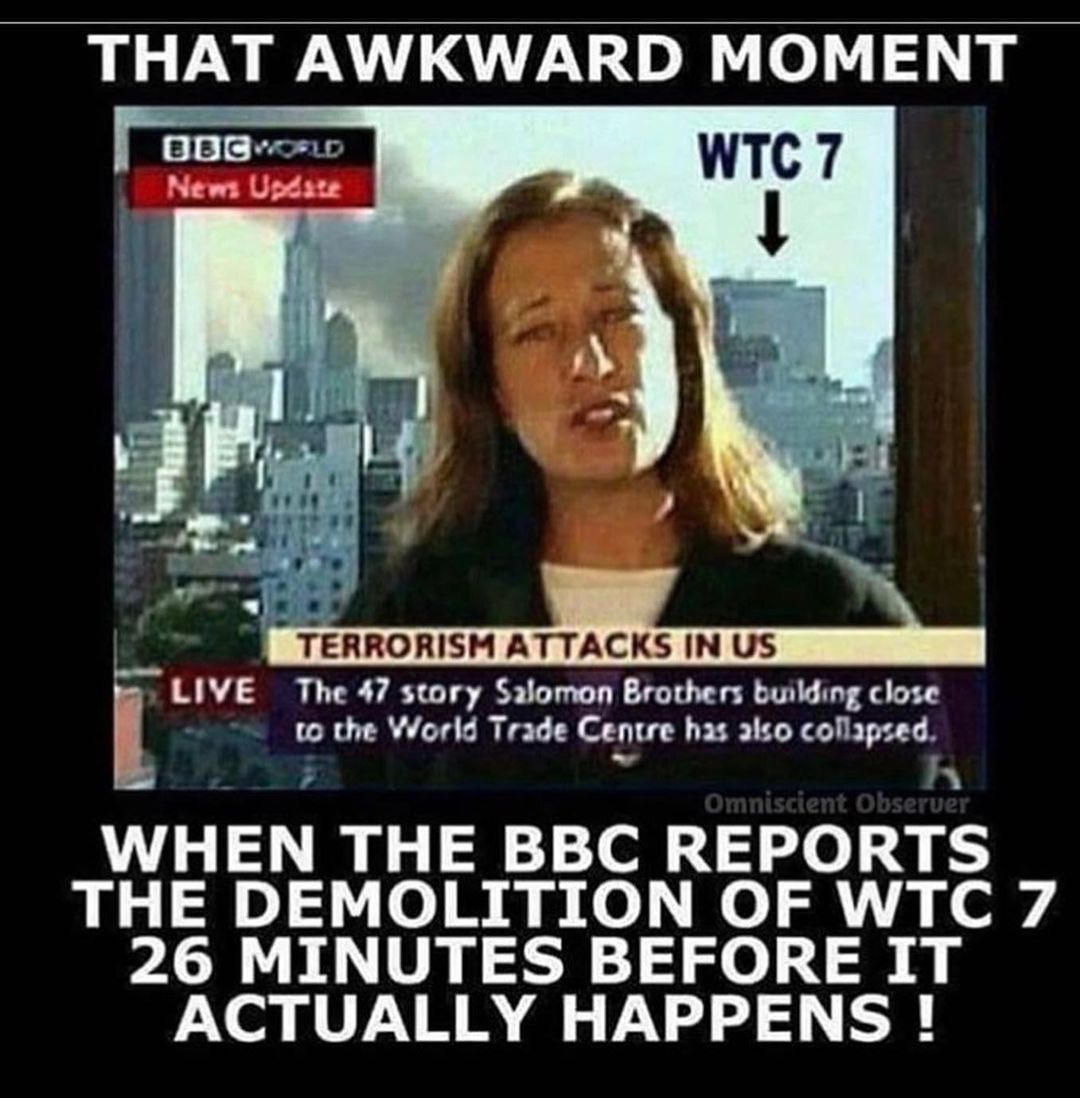 THAT AWKWARD MOMENT
BBC WORLD
News Update
WTC 7
TERRORISM ATTACKS IN US
LIVE
The 47 story Salomon Brothers building close
to the World Trade Centre has also collapsed.
Omniscient Observer
WHEN THE BBC REPORTS
THE DEMOLITION OF WTC 7
26 MINUTES BEFORE IT
ACTUALLY HAPPENS !